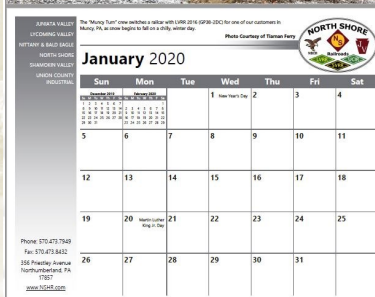 JUNIATA VALLEY
LYCOMING VALLEY
NITTANY & BALD EAGLE
NORTH SHORE
SHAMOKIN VALLEY
UNION COUNTY
INDUSTRIAL
The "Muncy Turn" crew switches a railcar with LVRR 2016 (GP38-2DC) for one of our customers in
Muncy, PA, as snow begins to fall on a chilly, winter day.
Photo Courtesy of Tisman Ferry
NORTH SHORE
Railroads
January 2020
Sun Mon Tue Wed Thu Fri Sat
December 2019 February 2020
1 New Year's Day 2 3 4
5 6 7 8 9 10 11
12 13 14 15 16 17 18
19 20 Martin Luther 21 22 23 24 25
King Jr. Day
26 27 28 29 30 31
Phone: 570.473.7949
Fax: 570.473.8432
356 Priestley Avenue
Northumberland, PA
17857
www.NSHR.com